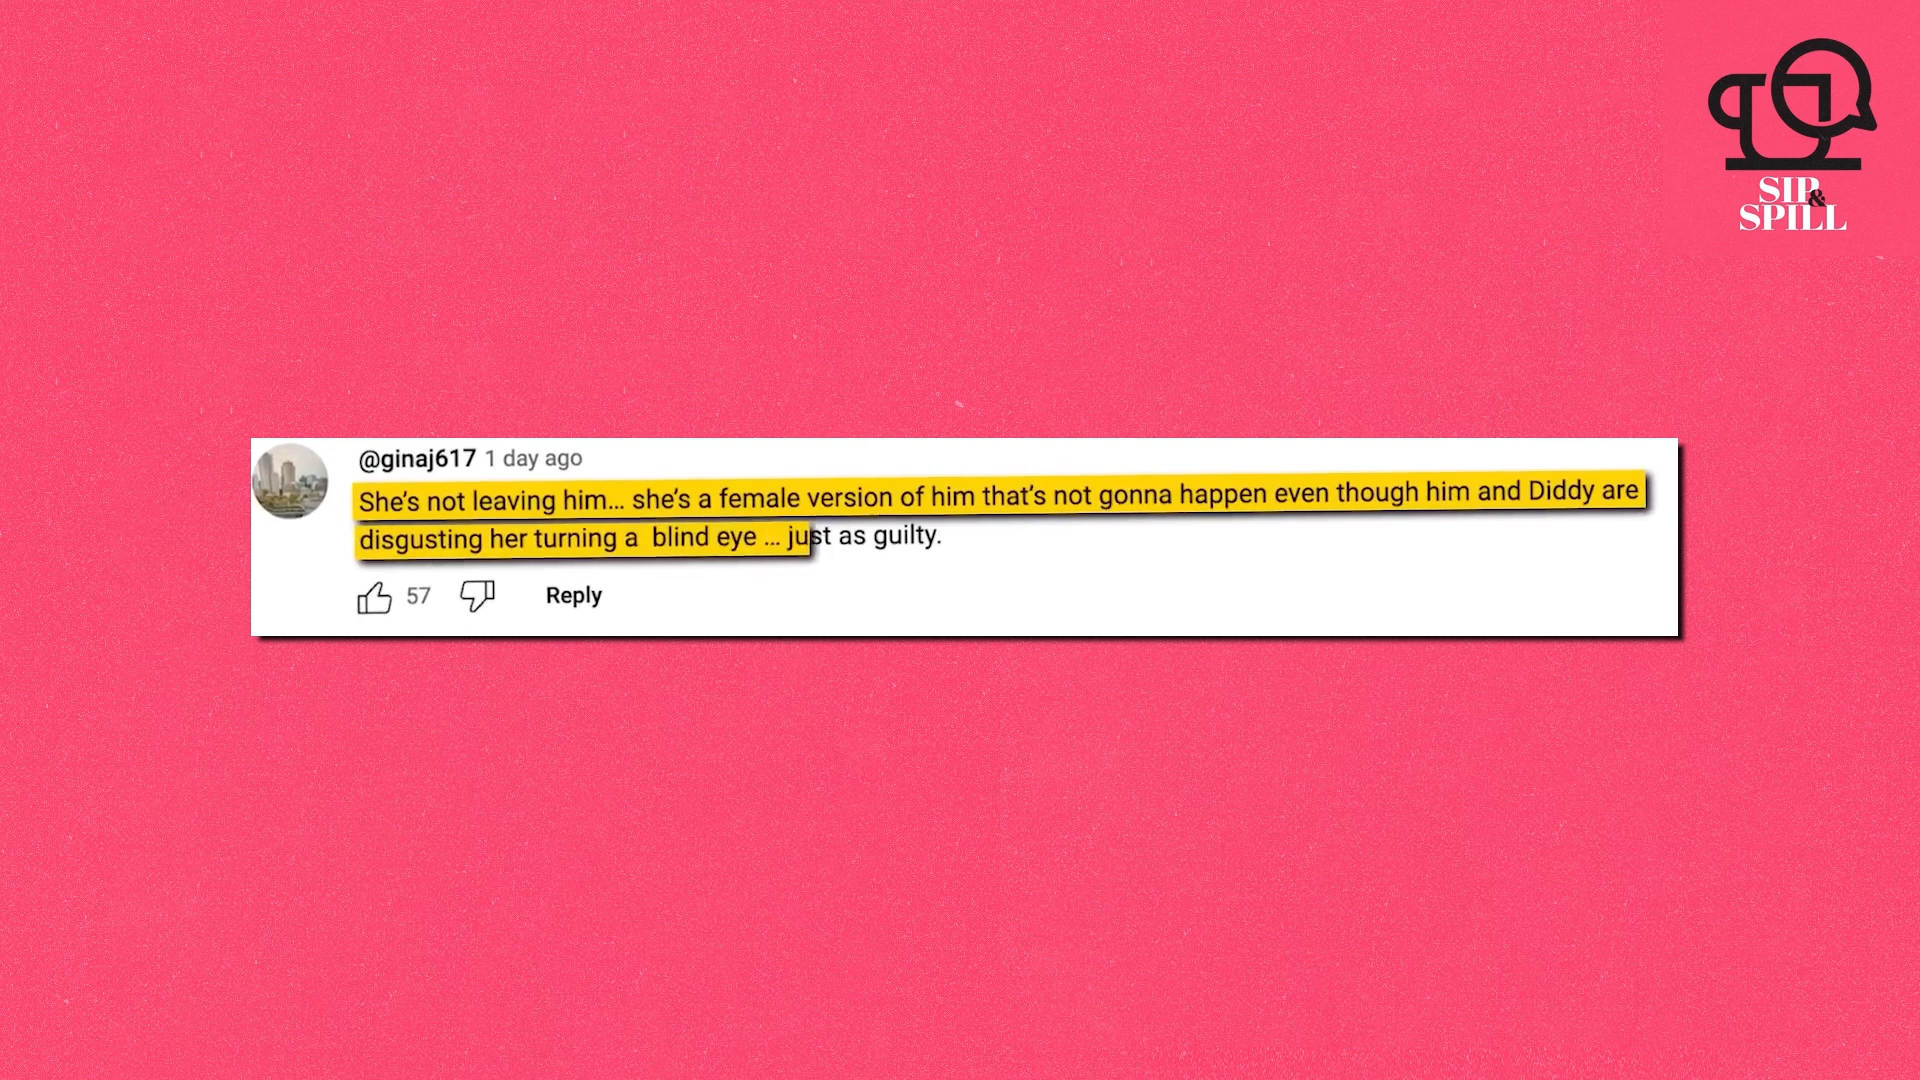 SIP &
SPILL
@ginaj617 1 day ago
She's not leaving him... she's a female version of him that's not gonna happen even though him and Diddy are
disgusting her turning a  blind eye ... just as guilty.
57 Reply